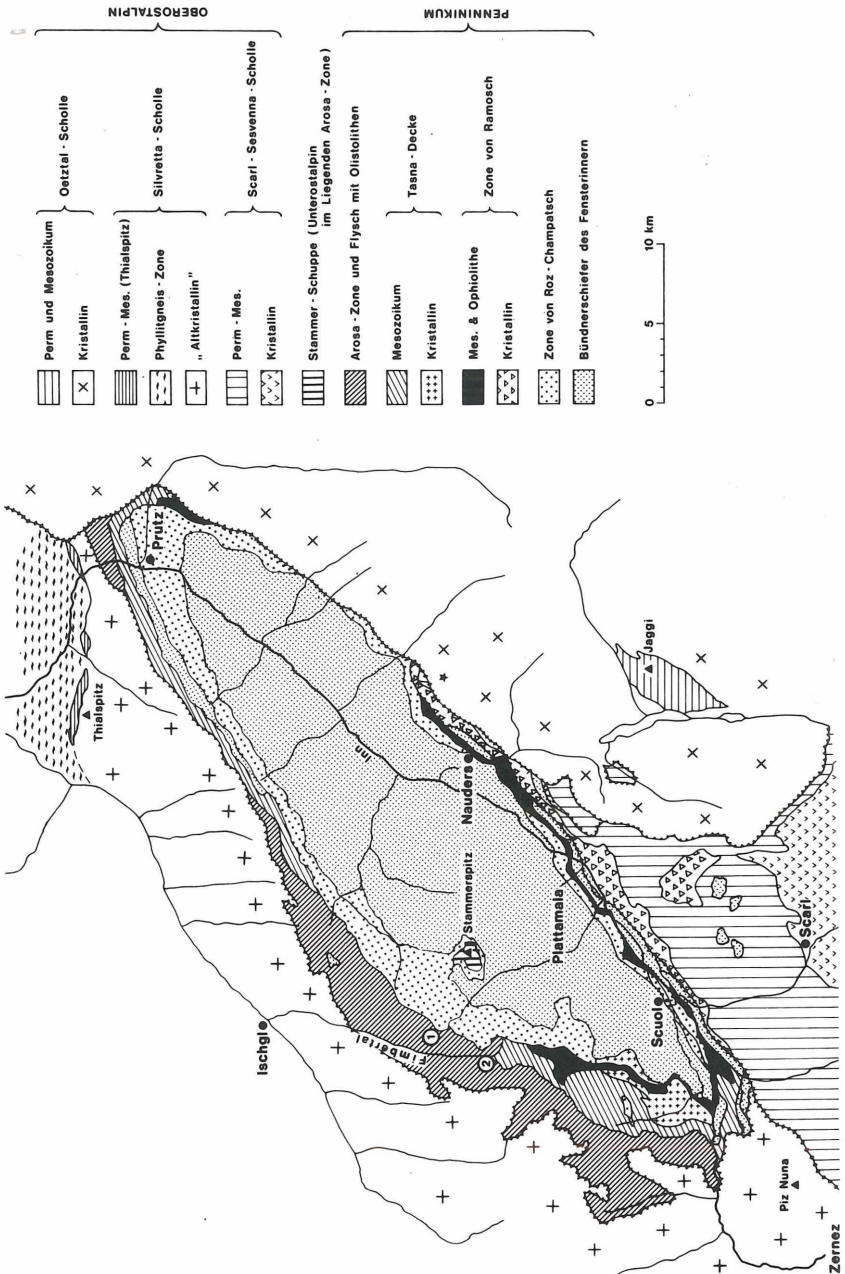 Perm und Mesozoikum
Kristallin
Oetztal - Scholle
Perm - Mes. (Thialspitz)
Phyllitgneis - Zone
„Altkristallin"
Silvretta - Scholle
Perm - Mes.
Kristallin
Scarl - Sesvenna - Scholle
OBEROSTALPIN
Stammer - Schuppe (Unterostalpin
im Liegenden Arosa - Zone)
Arosa - Zone und Flysch mit Olistolithen
Mesozoikum
Kristallin
Tasna - Decke
Mes. & Ophiolithe
Kristallin
Zone von Ramosch
Zone von Roz - Champatsch
Bündnerschiefer des Fensterinnern
PENNINIKUM
0 5 10 km
Thialspitz
Prutz
Ischgl
Inn
Fimbertal
1
2
Stammerspitz
Nauders
Plattamala
Jaggi
Scuol
Scarl
Piz Nuna
Zernez